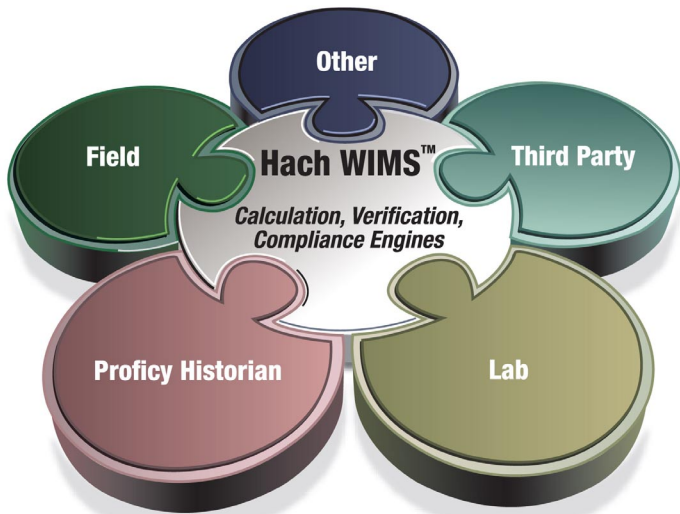 Other
Field
Hach WIMS™
Third Party
Calculation, Verification,
Compliance Engines
Proficy Historian
Lab